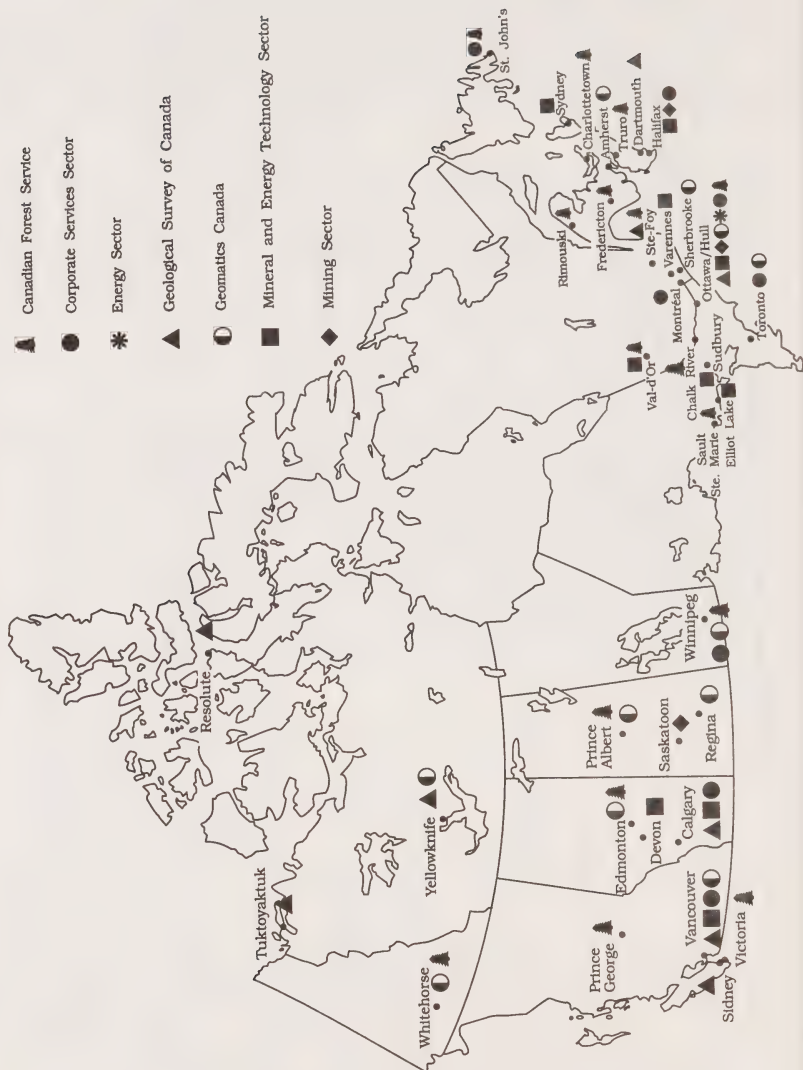 Canadian Forest Service
Corporate Services Sector
Energy Sector
Geological Survey of Canada
Geomatics Canada
Mineral and Energy Technology Sector
Mining Sector
Resolute
Tuktoyaktuk
Whitehorse
Yellowknife
Prince
George
Vancouver
Sidney
Victoria
Edmonton
Devon
Calgary
Prince
Albert
Saskatoon
Regina
Winnipeg
Sault
Ste. Marie
Elliot Lake
Chalk River
Sudbury
Val-d'Or
Toronto
Ottawa/Hull
Montréal
Sherbrooke
Varennes
Ste-Foy
Rimouski
Fredericton
St. John's
Sydney
Charlottetown
Amherst
Truro
Dartmouth
Halifax